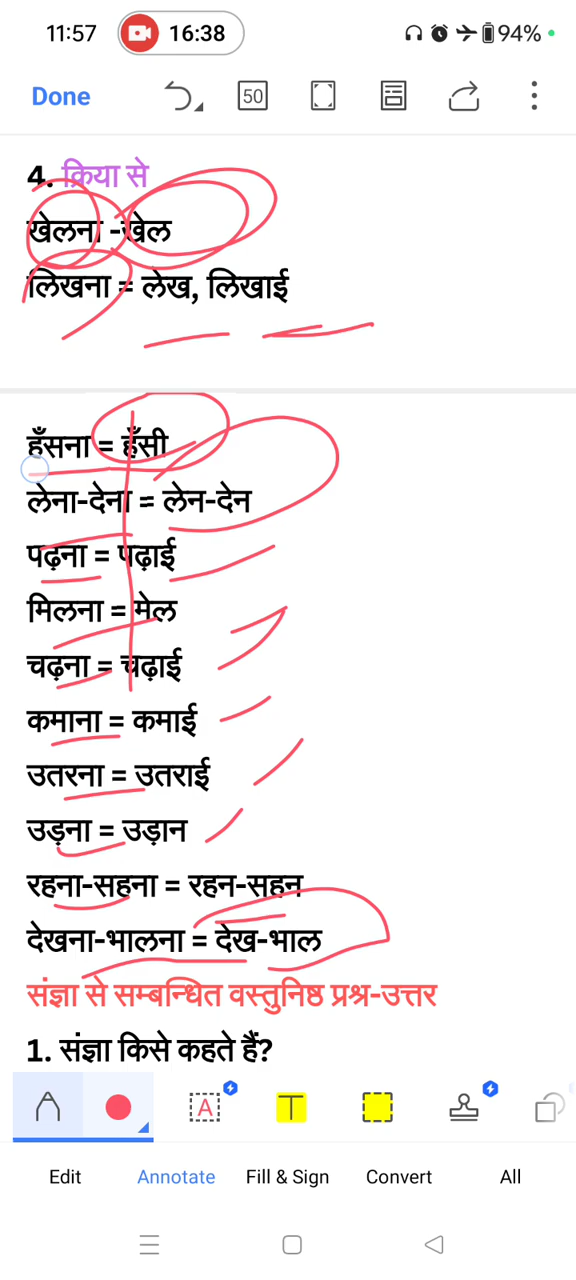 11:57 16:38 94%
Done 50
4. क्रिया से
खेलना -खेल
लिखना = लेख, लिखाई
हँसना = हँसी
लेना-देना = लेन-देन
पढ़ना = पढ़ाई
मिलना = मेल
चढ़ना = चढ़ाई
कमाना = कमाई
उतरना = उतराई
उड़ना = उड़ान
रहना-सहना = रहन-सहन
देखना-भालना = देख-भाल
संज्ञा से सम्बन्धित वस्तुनिष्ठ प्रश्न-उत्तर
1. संज्ञा किसे कहते हैं?
A T
Edit Annotate Fill & Sign Convert All